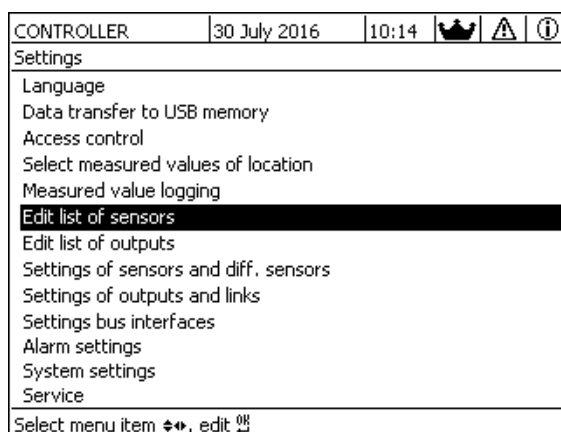 CONTROLLER 30 July 2016 10:14
Settings
Language
Data transfer to USB memory
Access control
Select measured values of location
Measured value logging
Edit list of sensors
Edit list of outputs
Settings of sensors and diff. sensors
Settings of outputs and links
Settings bus interfaces
Alarm settings
System settings
Service
Select menu item, edit OK